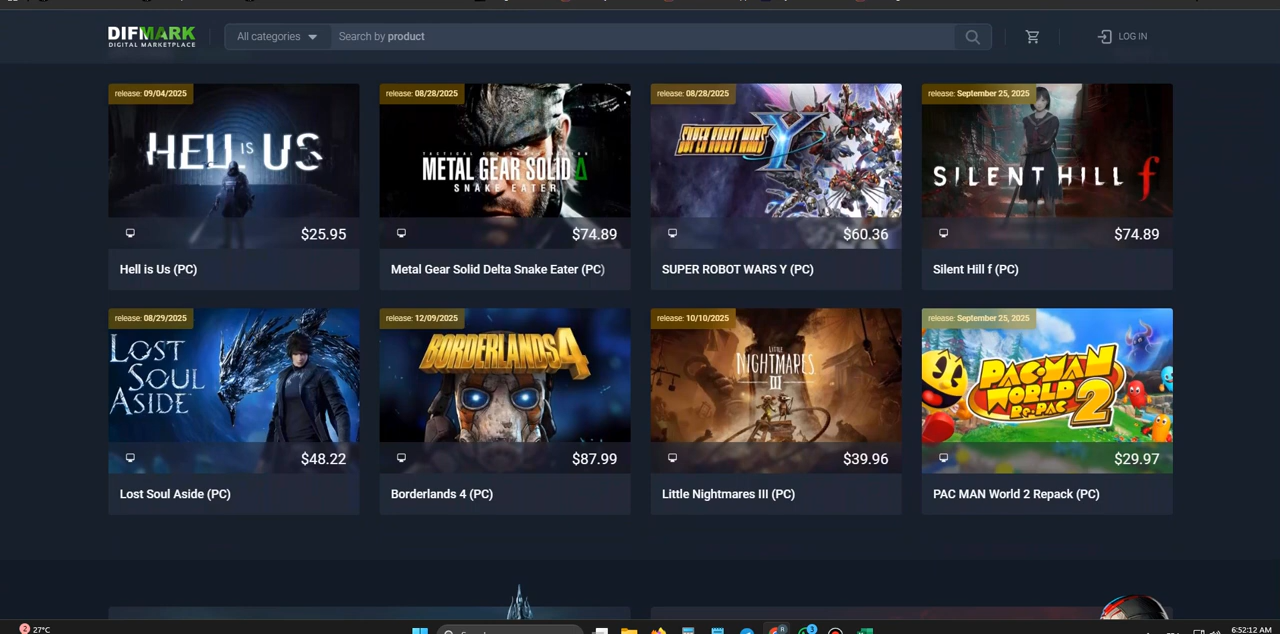 DIFMARK
DIGITAL MARKETPLACE
All categories
Search by product
LOG IN
release: 09/04/2025
HELL IS US
$25.95
Hell is Us (PC)
release: 08/28/2025
METAL GEAR SOLID Δ
SNAKE EATER
$74.89
Metal Gear Solid Delta Snake Eater (PC)
release: 08/28/2025
SUPER ROBOT WARS Y
$60.36
SUPER ROBOT WARS Y (PC)
release: September 25, 2025
SILENT HILL f
$74.89
Silent Hill f (PC)
release: 08/29/2025
LOST
SOUL
ASIDE
$48.22
Lost Soul Aside (PC)
release: 12/09/2025
BORDERLANDS 4
$87.99
Borderlands 4 (PC)
release: 10/10/2025
LITTLE
NIGHTMARES
III
$39.96
Little Nightmares III (PC)
release: September 25, 2025
PAC-MAN
WORLD
Re-PAC 2
$29.97
PAC MAN World 2 Repack (PC)
2
27°C
3
6:52:12 AM